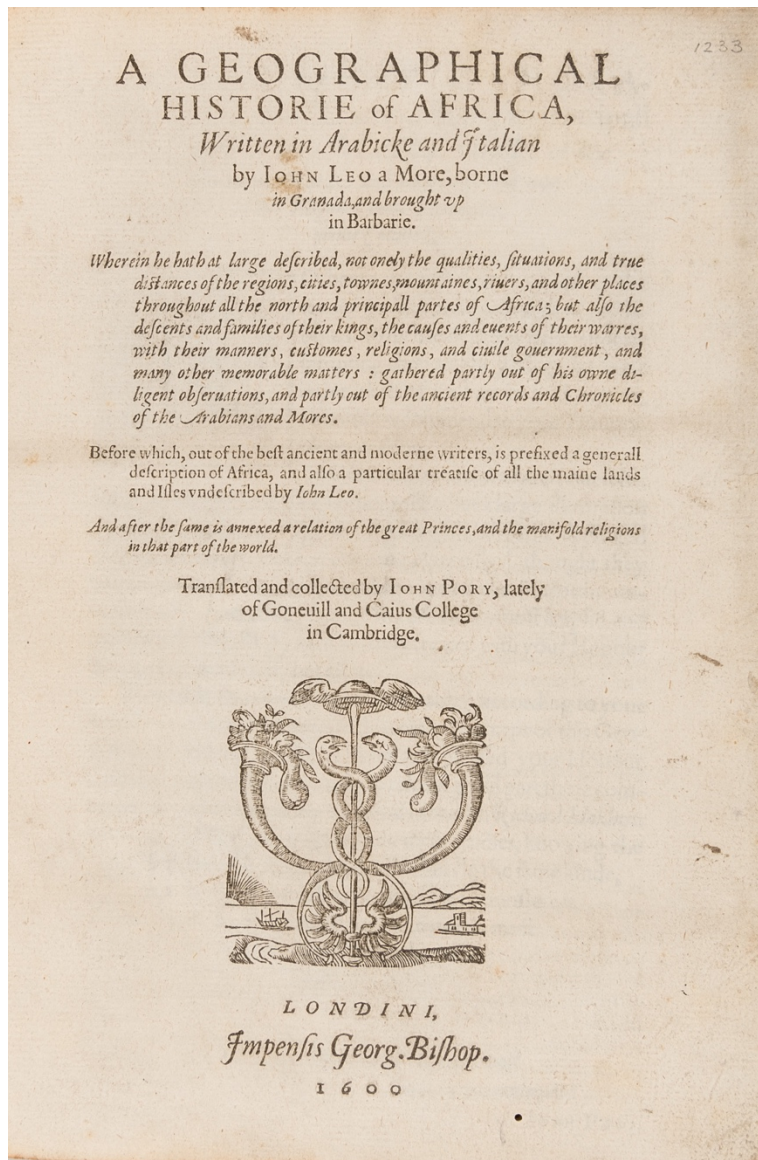 1233
A GEOGRAPHICAL
HISTORIE of AFRICA,
Written in Arabicke and Italian
by IOHN LEO a More, borne
in Granada, and brought vp
in Barbarie.
Wherein he hath at large deſcribed, not onely the qualities, ſituations, and true
diſtances of the regions, cities, townes, mountaines, riuers, and other places
throughout all the north and principall partes of Africa; but alſo the
deſcents and families of their kings, the cauſes and euents of their warres,
with their manners, cuſtomes, religions, and ciuile gouernment, and
many other memorable matters : gathered partly out of his owne di-
ligent obſeruations, and partly out of the ancient records and Chronicles
of the Arabians and Mores.
Before which, out of the beſt ancient and moderne writers, is prefixed a generall
deſcription of Africa, and alſo a particular treatiſe of all the maine lands
and Iſles vndeſcribed by Iohn Leo.
And after the ſame is annexed a relation of the great Princes, and the manifold religions
in that part of the world.
Tranſlated and collected by IOHN PORY, lately
of Goneuill and Caius College
in Cambridge.
LONDINI,
Impenſis Georg. Biſhop.
1600